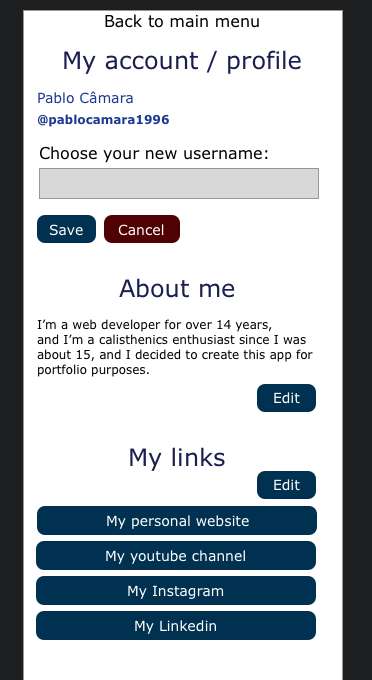 Back to main menu
My account / profile
Pablo Câmara
@pablocamara1996
Choose your new username:
Save Cancel
About me
I’m a web developer for over 14 years,
and I’m a calisthenics enthusiast since I was
about 15, and I decided to create this app for
portfolio purposes.
Edit
My links
Edit
My personal website
My youtube channel
My Instagram
My Linkedin